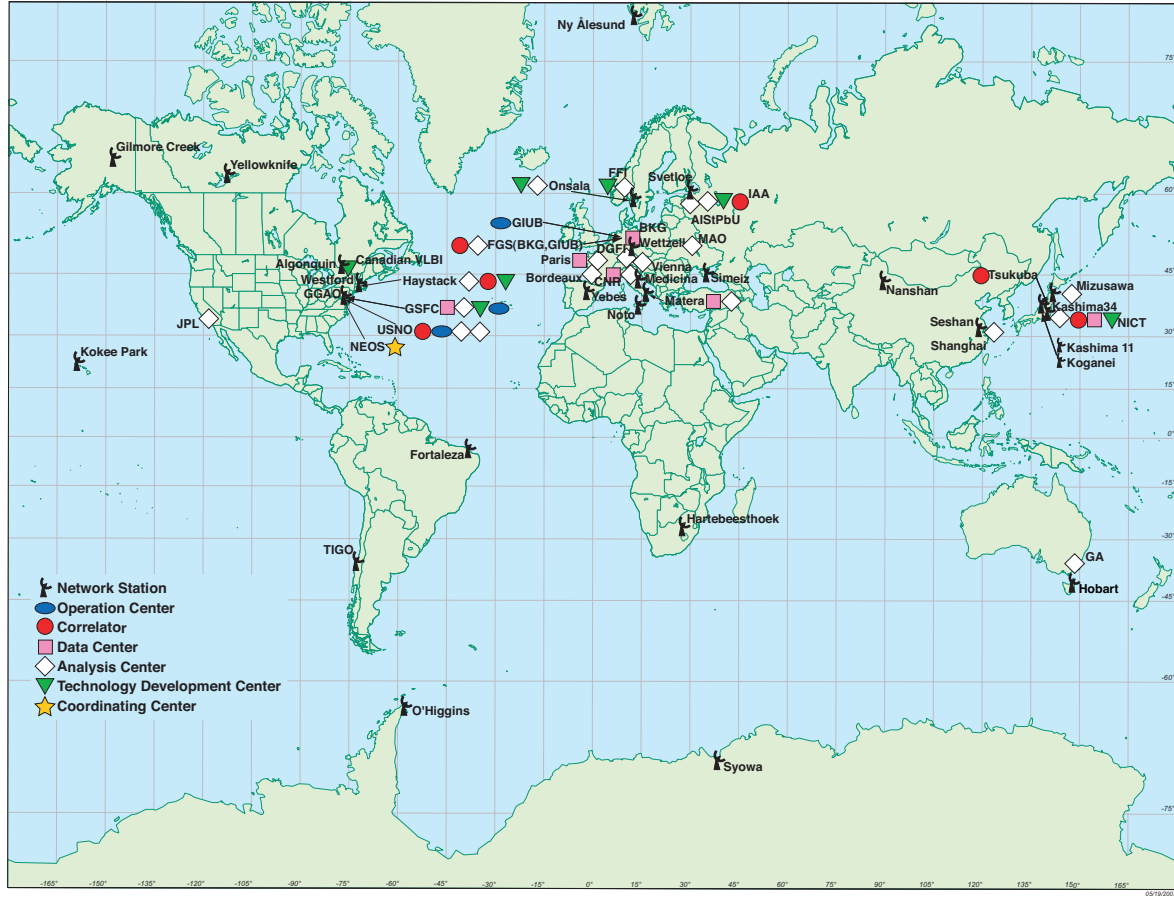 Ny Ålesund
75°
Gilmore Creek
Yellowknife
Onsala
FFI
Svetloe
IAA
60°
AIStPbU
GIUB
BKG
FGS(BKG,GIUB)
Wettzell
MAO
DGFI
Paris
Algonquin
Canadian VLBI
Vienna
Westford
Haystack
Bordeaux
CNR
Medicina
Simeiz
Tsukuba
45°
GGAO
Yebes
Nanshan
Mizusawa
GSFC
Noto
Matera
Kashima34
JPL
USNO
Seshan
NICT
30°
NEOS
Shanghai
Kokee Park
Kashima 11
Koganei
15°
0°
Fortaleza
-15°
Hartebeesthoek
-30°
TIGO
GA
Hobart
-45°
Network Station
Operation Center
Correlator
Data Center
Analysis Center
Technology Development Center
Coordinating Center
-60°
O'Higgins
Syowa
-75°
-165° -150° -135° -120° -105° -90° -75° -60° -45° -30° -15° 0° 15° 30° 45° 60° 75° 90° 105° 120° 135° 150° 165°